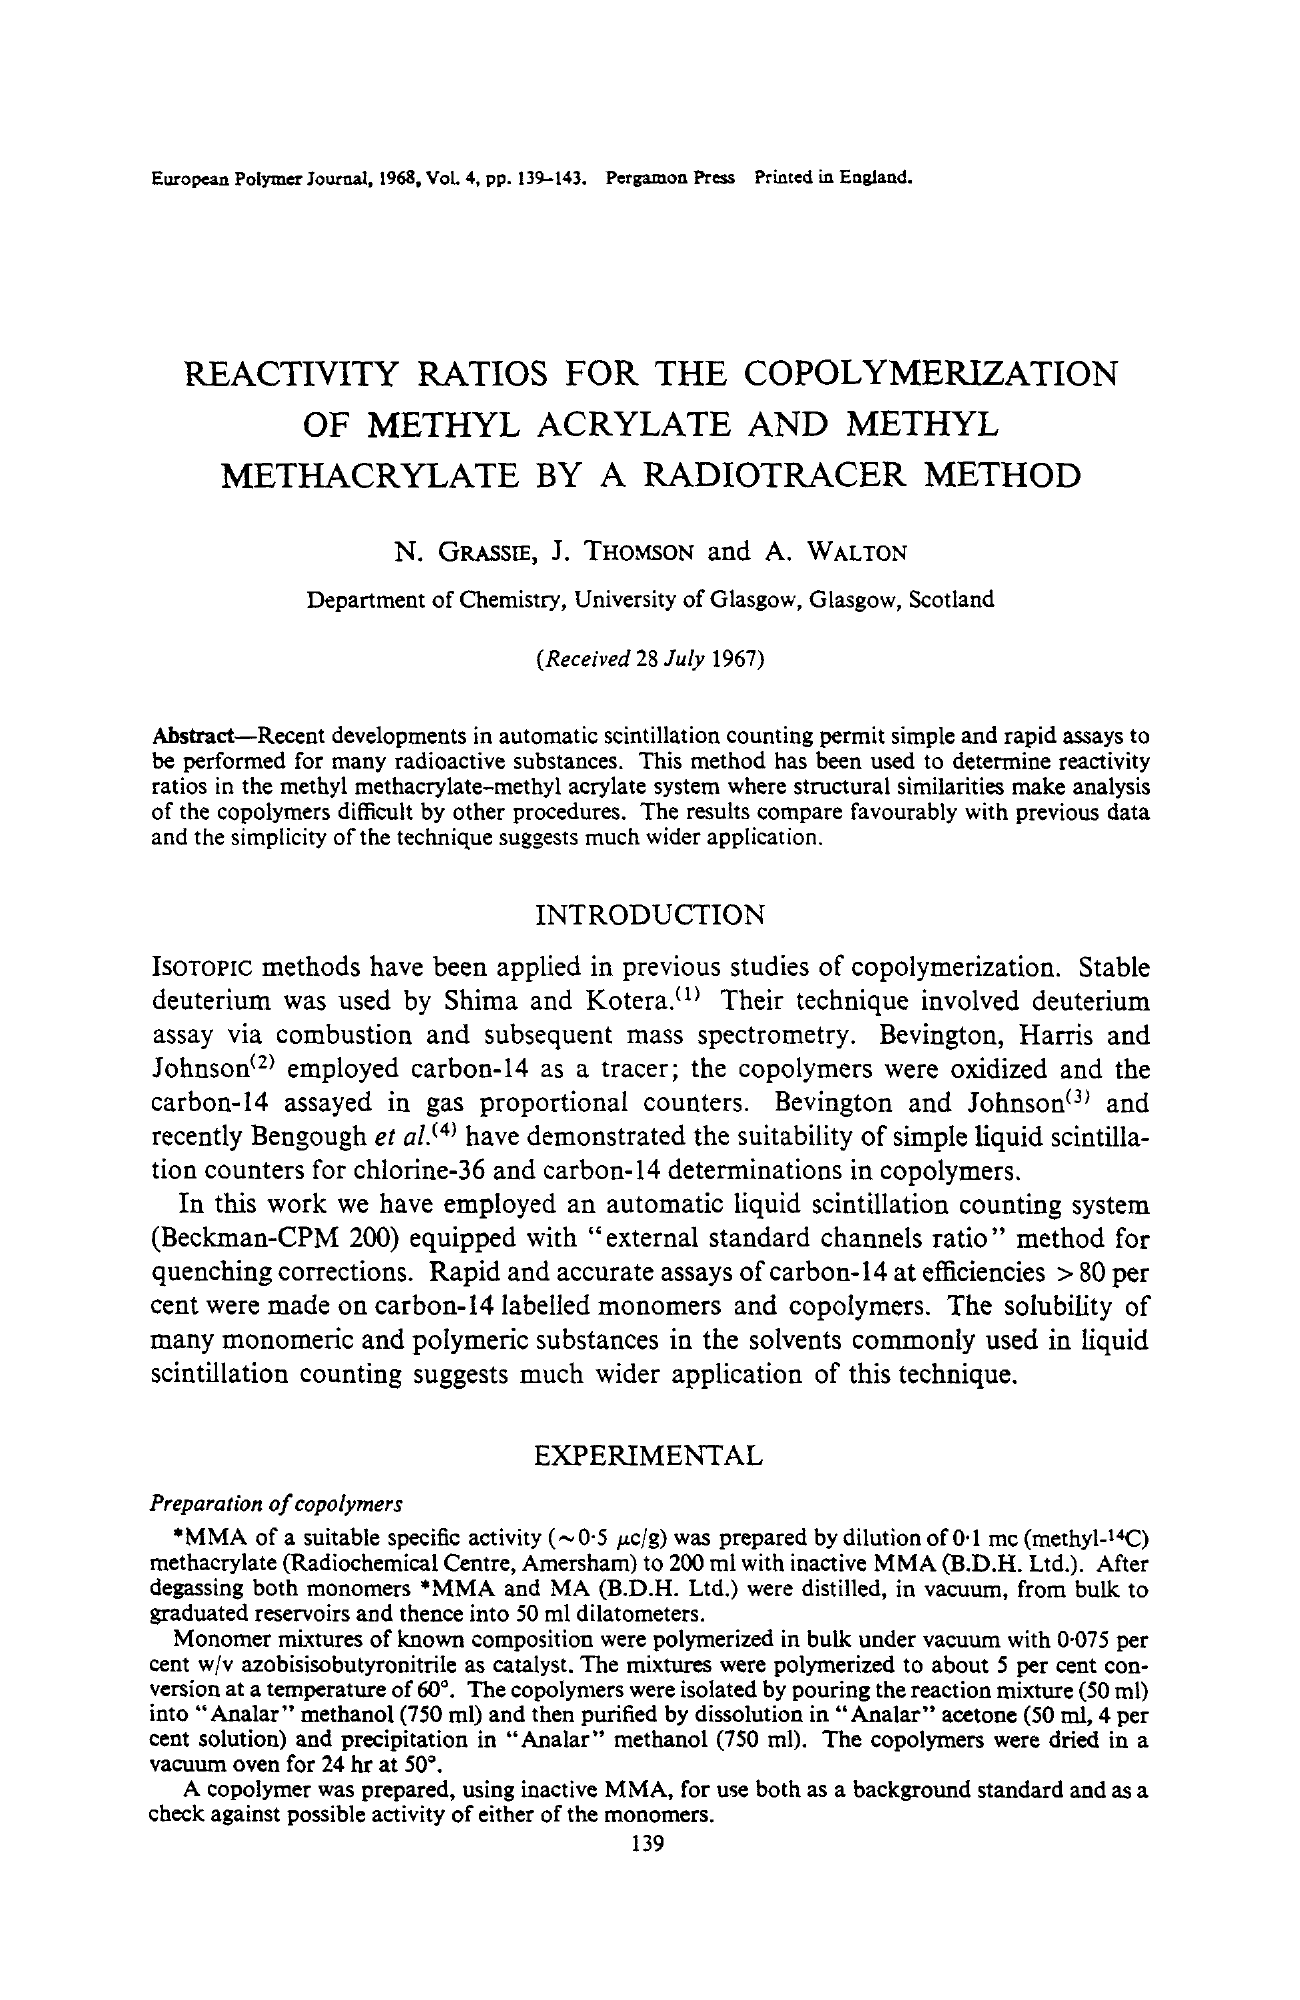 European Polymer Journal, 1968, Vol. 4, pp. 139–143. Pergamon Press Printed in England.
REACTIVITY RATIOS FOR THE COPOLYMERIZATION
OF METHYL ACRYLATE AND METHYL
METHACRYLATE BY A RADIOTRACER METHOD
N. GRASSIE, J. THOMSON and A. WALTON
Department of Chemistry, University of Glasgow, Glasgow, Scotland
(Received 28 July 1967)
Abstract—Recent developments in automatic scintillation counting permit simple and rapid assays to
be performed for many radioactive substances. This method has been used to determine reactivity
ratios in the methyl methacrylate–methyl acrylate system where structural similarities make analysis
of the copolymers difficult by other procedures. The results compare favourably with previous data
and the simplicity of the technique suggests much wider application.
INTRODUCTION
ISOTOPIC methods have been applied in previous studies of copolymerization. Stable
deuterium was used by Shima and Kotera.(1) Their technique involved deuterium
assay via combustion and subsequent mass spectrometry. Bevington, Harris and
Johnson(2) employed carbon-14 as a tracer; the copolymers were oxidized and the
carbon-14 assayed in gas proportional counters. Bevington and Johnson(3) and
recently Bengough et al.(4) have demonstrated the suitability of simple liquid scintilla-
tion counters for chlorine-36 and carbon-14 determinations in copolymers.
In this work we have employed an automatic liquid scintillation counting system
(Beckman-CPM 200) equipped with “external standard channels ratio” method for
quenching corrections. Rapid and accurate assays of carbon-14 at efficiencies > 80 per
cent were made on carbon-14 labelled monomers and copolymers. The solubility of
many monomeric and polymeric substances in the solvents commonly used in liquid
scintillation counting suggests much wider application of this technique.
EXPERIMENTAL
Preparation of copolymers
*MMA of a suitable specific activity (~0·5 μc/g) was prepared by dilution of 0·1 mc (methyl-¹⁴C)
methacrylate (Radiochemical Centre, Amersham) to 200 ml with inactive MMA (B.D.H. Ltd.). After
degassing both monomers *MMA and MA (B.D.H. Ltd.) were distilled, in vacuum, from bulk to
graduated reservoirs and thence into 50 ml dilatometers.
Monomer mixtures of known composition were polymerized in bulk under vacuum with 0·075 per
cent w/v azobisisobutyronitrile as catalyst. The mixtures were polymerized to about 5 per cent con-
version at a temperature of 60°. The copolymers were isolated by pouring the reaction mixture (50 ml)
into “Analar” methanol (750 ml) and then purified by dissolution in “Analar” acetone (50 ml, 4 per
cent solution) and precipitation in “Analar” methanol (750 ml). The copolymers were dried in a
vacuum oven for 24 hr at 50°.
A copolymer was prepared, using inactive MMA, for use both as a background standard and as a
check against possible activity of either of the monomers.
139